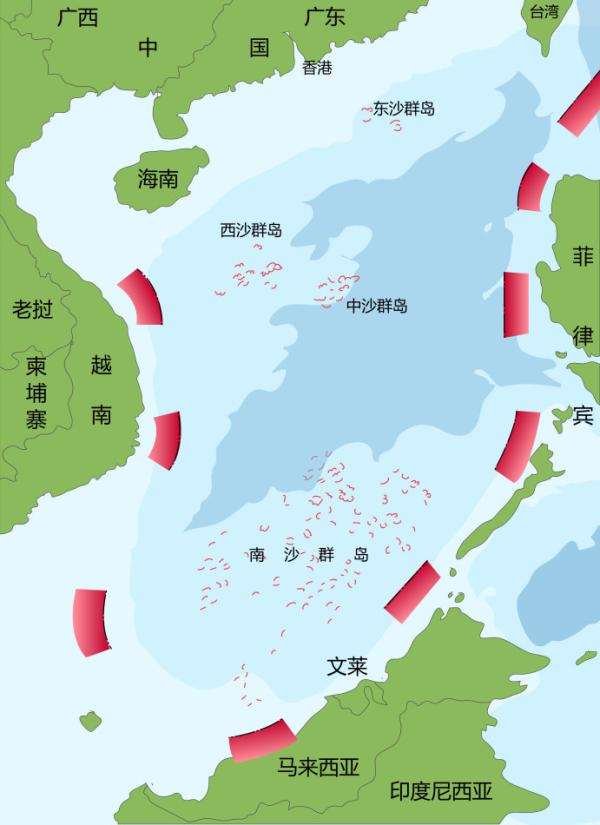 广西
广东
台湾
中
国
香港
东沙群岛
海南
西沙群岛
菲
律
宾
中沙群岛
老挝
越
南
柬
埔
寨
南 沙 群 岛
文莱
马来西亚
印度尼西亚